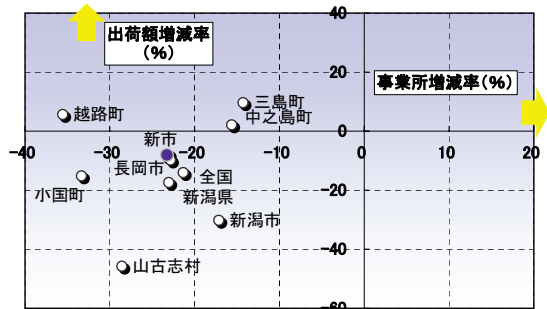 40
出荷額増減率
(%)
20
事業所増減率(%)
三島町
中之島町
越路町
新市
-40
-30
-20
-10
0
0
10
20
長岡市
全国
小国町
新潟県
-20
新潟市
-40
山古志村
-60